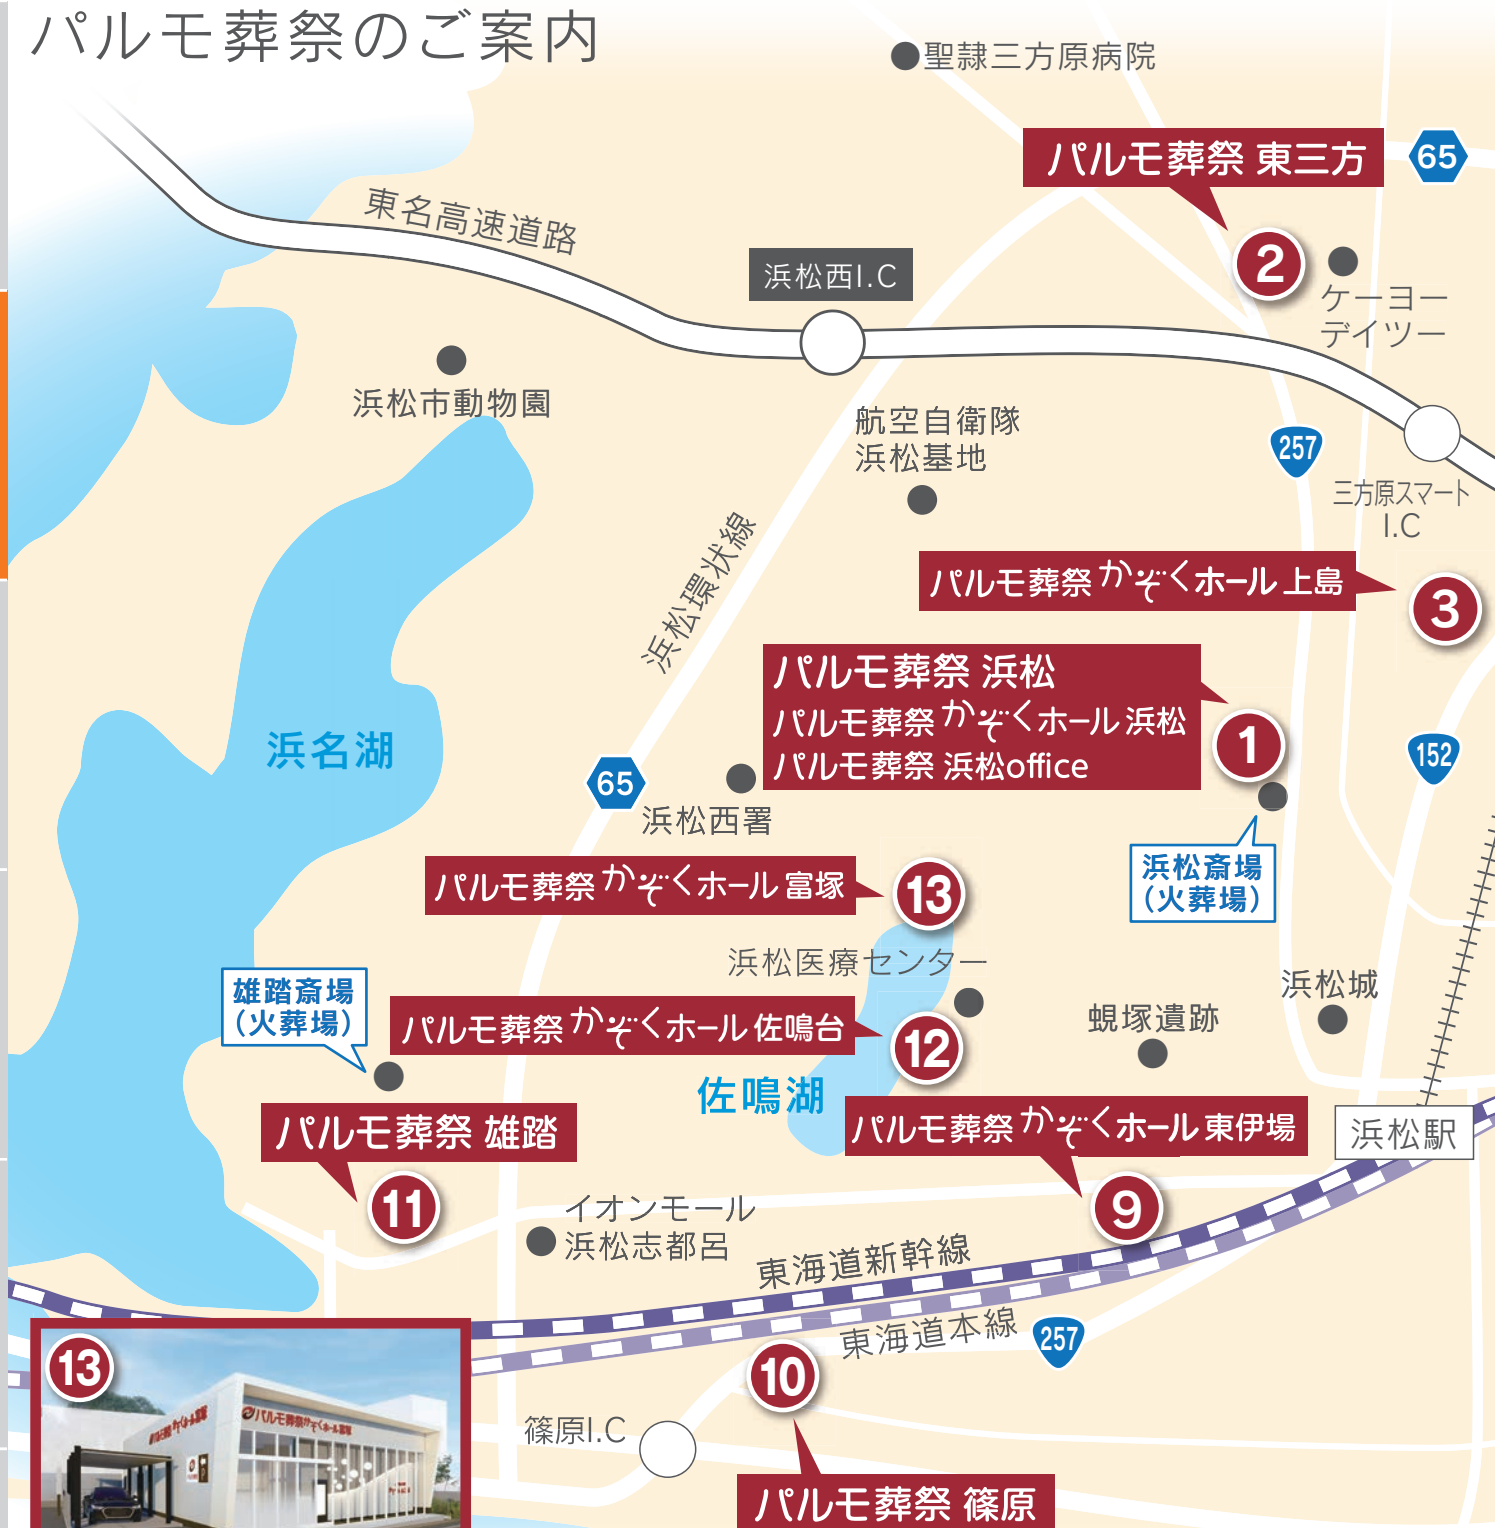 パルモ葬祭のご案内
聖隷三方原病院
パルモ葬祭 東三方
65
東名高速道路
2
浜松西I.C
ケーヨー
デイツー
浜松市動物園
航空自衛隊
浜松基地
257
三方原スマート
I.C
浜松環状線
パルモ葬祭かぞくホール 上島
3
パルモ葬祭 浜松
パルモ葬祭かぞくホール 浜松
パルモ葬祭 浜松office
1
152
浜名湖
65
浜松西署
浜松斎場
(火葬場)
パルモ葬祭かぞくホール 富塚
13
浜松医療センター
雄踏斎場
(火葬場)
浜松城
パルモ葬祭かぞくホール 佐鳴台
12
蜆塚遺跡
佐鳴湖
パルモ葬祭 雄踏
パルモ葬祭かぞくホール 東伊場
浜松駅
11
9
イオンモール
浜松志都呂
東海道新幹線
東海道本線
257
13
10
篠原I.C
パルモ葬祭かぞくホール富塚
パルモ葬祭 篠原